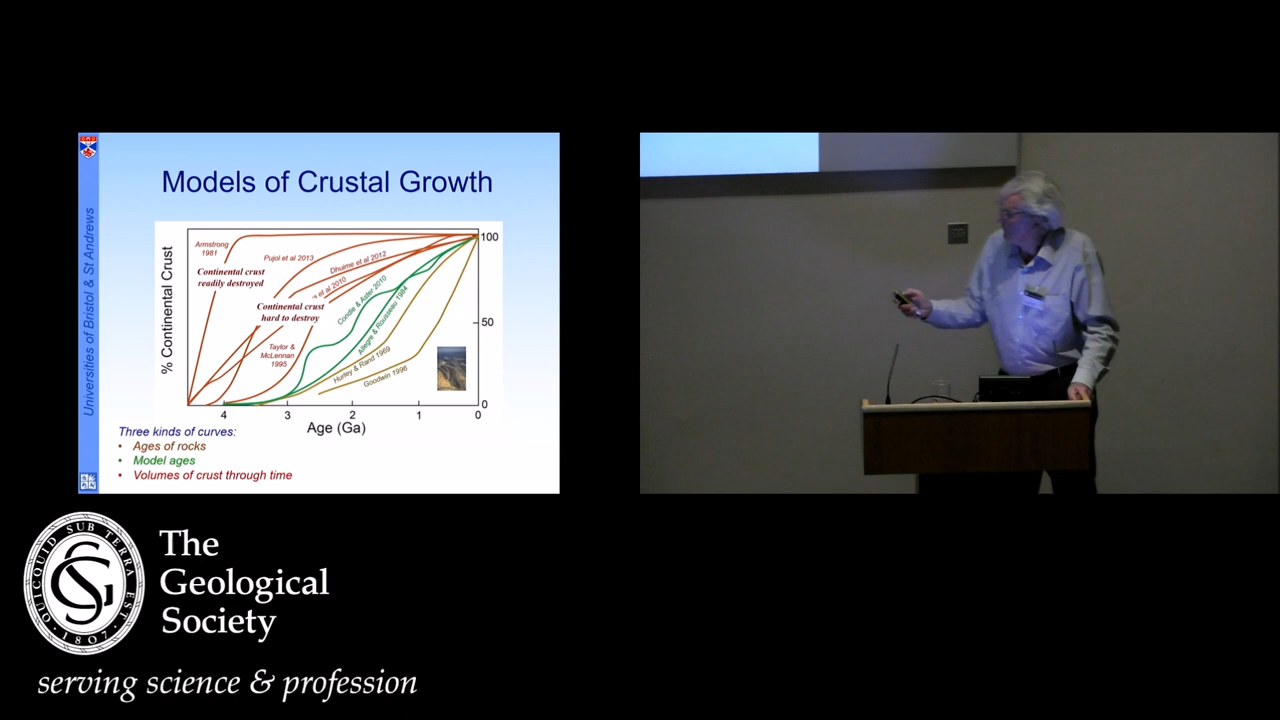 Models of Crustal Growth
Universities of Bristol & St Andrews
% Continental Crust
Armstrong
1981
Continental crust
readily destroyed
Pujol et al 2013
Dhuime et al 2012
et al 2010
Continental crust
hard to destroy
Condie & Aster 2010
Allegre & Rousseau 1984
Taylor &
McLennan
1995
Hurley & Rand 1969
Goodwin 1996
100
50
0
4 3 2 1 0
Age (Ga)
Three kinds of curves:
• Ages of rocks
• Model ages
• Volumes of crust through time
QUICQUID SUB TERRA EST
· 1807 ·
GS
The
Geological
Society
serving science & profession